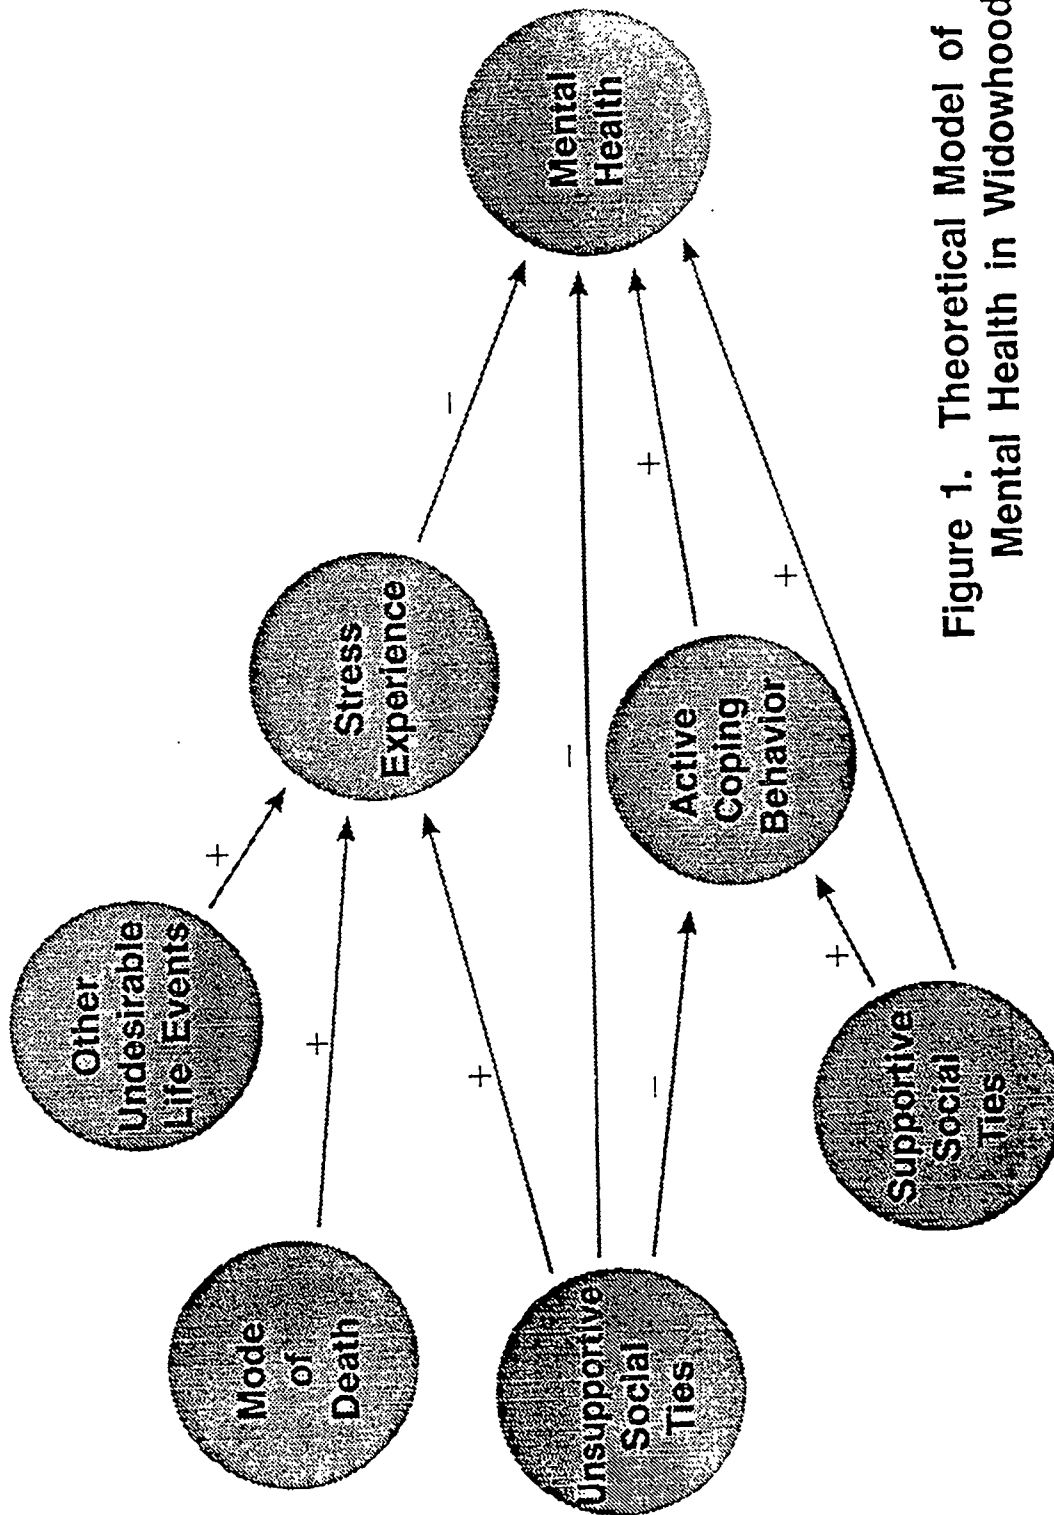 Other
Undesirable
Life Events
Mode
of
Death
Stress
Experience
Mental
Health
Unsupportive
Social
Ties
Active
Coping
Behavior
Supportive
Social
Ties
+
+
+
−
−
−
+
+
+
Figure 1. Theoretical Model of
Mental Health in Widowhood